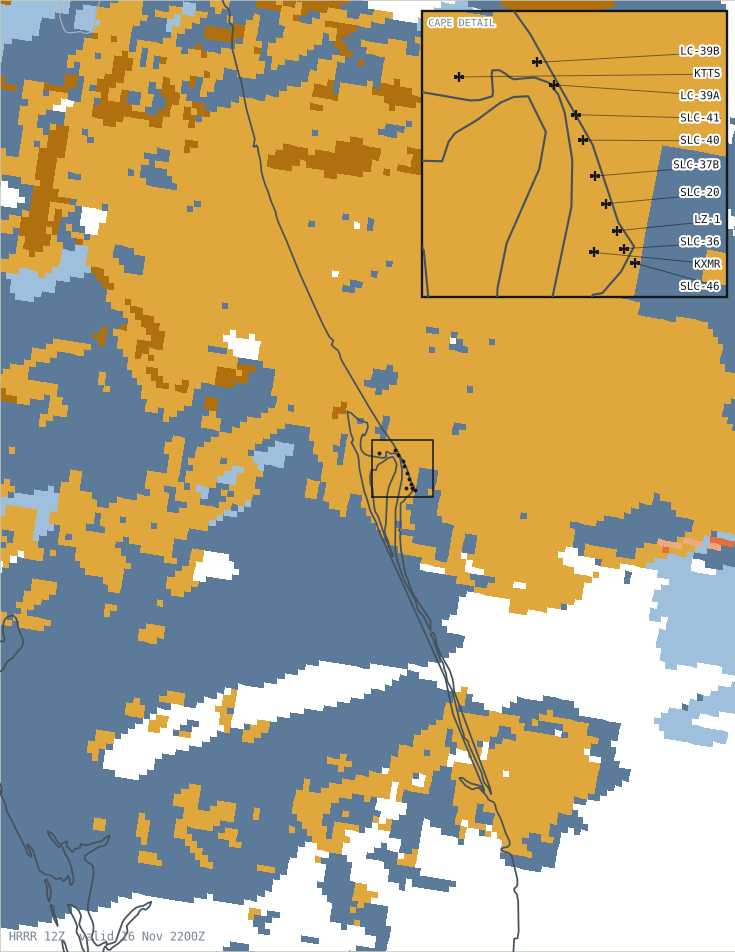 CAPE DETAIL
LC-39B
KTTS
LC-39A
SLC-41
SLC-40
SLC-37B
SLC-20
LZ-1
SLC-36
KXMR
SLC-46
HRRR 12Z valid 16 Nov 2200Z